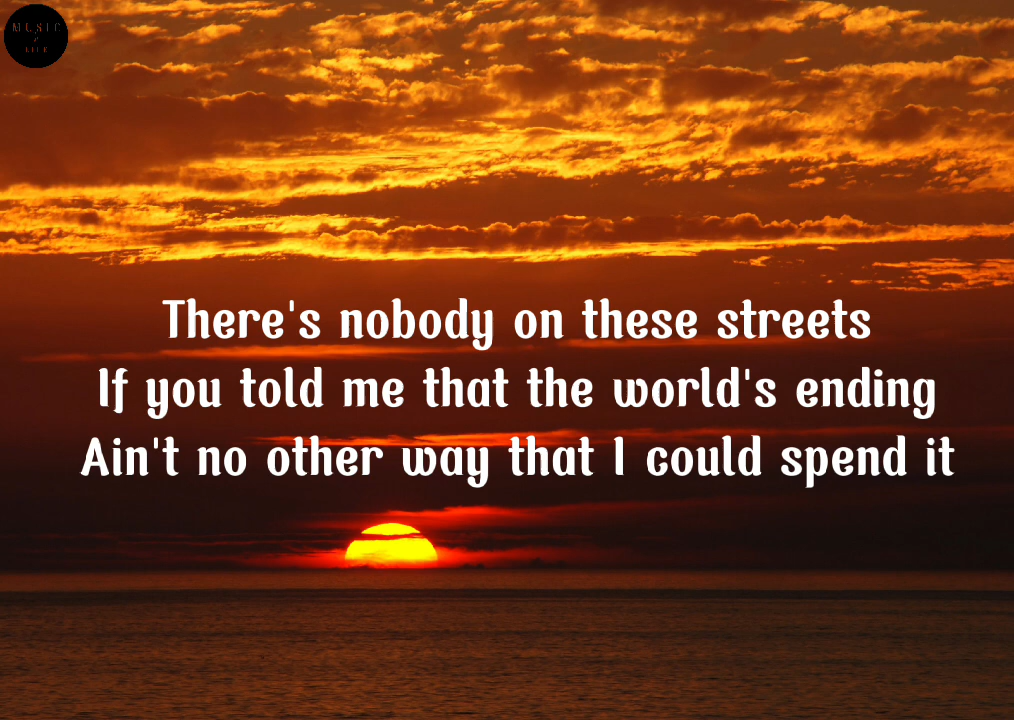 MUSIC
LIFE
There's nobody on these streets
If you told me that the world's ending
Ain't no other way that I could spend it